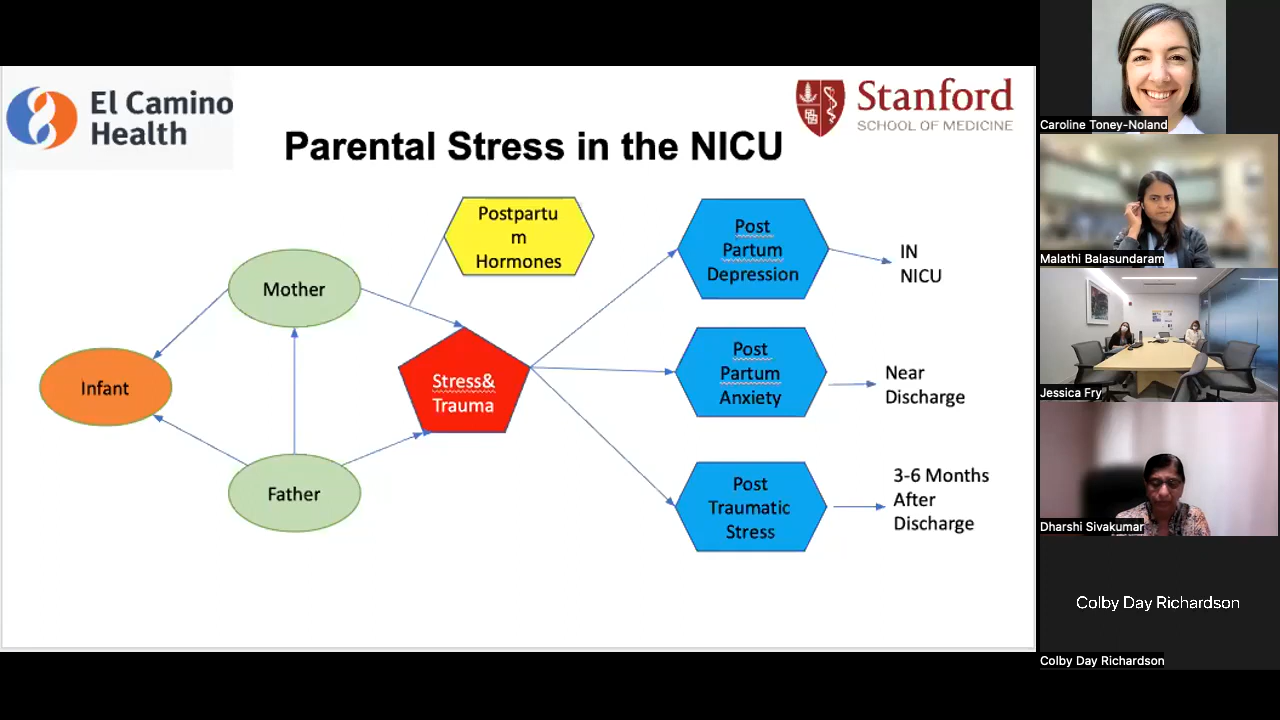 El Camino
Health
Stanford
SCHOOL OF MEDICINE
Parental Stress in the NICU
Postpartu
m
Hormones
Mother
Infant
Father
Stress&
Trauma
Post
Partum
Depression
IN
NICU
Post
Partum
Anxiety
Near
Discharge
Post
Traumatic
Stress
3-6 Months
After
Discharge
Caroline Toney-Noland
Malathi Balasundaram
Jessica Fry
Dharshi Sivakumar
Colby Day Richardson
Colby Day Richardson